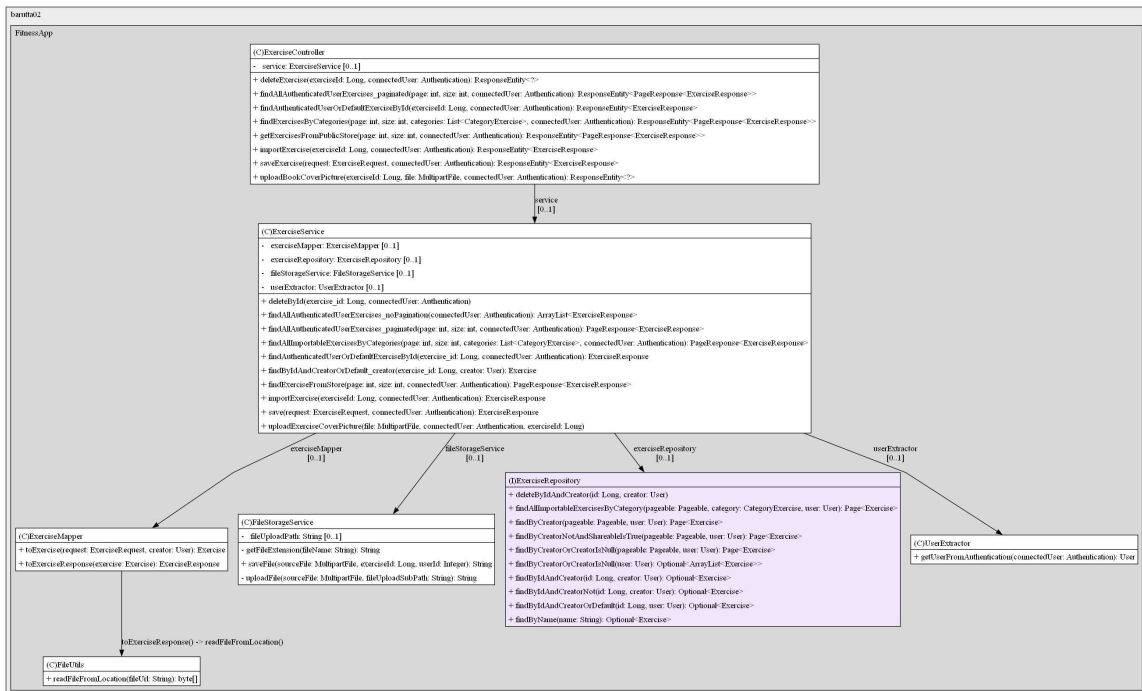 barutta02
FitnessApp
(C)ExerciseController
- service: ExerciseService [0..1]
+ deleteExercise(exerciseId: Long, connectedUser: Authentication): ResponseEntity<?>
+ findAllAuthenticatedUserExercises_paginated(page: int, size: int, connectedUser: Authentication): ResponseEntity<PageResponse<ExerciseResponse>>
+ findAuthenticatedUserOrDefaultExerciseById(exerciseId: Long, connectedUser: Authentication): ResponseEntity<ExerciseResponse>
+ findExercisesByCategories(page: int, size: int, categories: List<CategoryExercise>, connectedUser: Authentication): ResponseEntity<PageResponse<ExerciseResponse>>
+ getExercisesFromPublicStore(page: int, size: int, connectedUser: Authentication): ResponseEntity<PageResponse<ExerciseResponse>>
+ importExercise(exerciseId: Long, connectedUser: Authentication): ResponseEntity<ExerciseResponse>
+ saveExercise(request: ExerciseRequest, connectedUser: Authentication): ResponseEntity<ExerciseResponse>
+ uploadBookCoverPicture(exerciseId: Long, file: MultipartFile, connectedUser: Authentication): ResponseEntity<?>
service
[0..1]
(C)ExerciseService
- exerciseMapper: ExerciseMapper [0..1]
- exerciseRepository: ExerciseRepository [0..1]
- fileStorageService: FileStorageService [0..1]
- userExtractor: UserExtractor [0..1]
+ deleteById(exercise_id: Long, connectedUser: Authentication)
+ findAllAuthenticatedUserExercises_noPagination(connectedUser: Authentication): ArrayList<ExerciseResponse>
+ findAllAuthenticatedUserExercises_paginated(page: int, size: int, connectedUser: Authentication): PageResponse<ExerciseResponse>
+ findAllImportableExercisesByCategories(page: int, size: int, categories: List<CategoryExercise>, connectedUser: Authentication): PageResponse<ExerciseResponse>
+ findAuthenticatedUserOrDefaultExerciseById(exercise_id: Long, connectedUser: Authentication): ExerciseResponse
+ findByIdAndCreatorOrDefault_creator(exercise_id: Long, creator: User): Exercise
+ findExerciseFromStore(page: int, size: int, connectedUser: Authentication): PageResponse<ExerciseResponse>
+ importExercise(exerciseId: Long, connectedUser: Authentication): ExerciseResponse
+ save(request: ExerciseRequest, connectedUser: Authentication): ExerciseResponse
+ uploadExerciseCoverPicture(file: MultipartFile, connectedUser: Authentication, exerciseId: Long)
exerciseMapper
[0..1]
fileStorageService
[0..1]
exerciseRepository
[0..1]
userExtractor
[0..1]
(C)ExerciseMapper
+ toExercise(request: ExerciseRequest, creator: User): Exercise
+ toExerciseResponse(exercise: Exercise): ExerciseResponse
(C)FileStorageService
- fileUploadPath: String [0..1]
- getFileExtension(fileName: String): String
+ saveFile(sourceFile: MultipartFile, exerciseId: Long, userId: Integer): String
- uploadFile(sourceFile: MultipartFile, fileUploadSubPath: String): String
(I)ExerciseRepository
+ deleteByIdAndCreator(id: Long, creator: User)
+ findAllImportableExercisesByCategory(pageable: Pageable, category: CategoryExercise, user: User): Page<Exercise>
+ findByCreator(pageable: Pageable, user: User): Page<Exercise>
+ findByCreatorNotAndShareableIsTrue(pageable: Pageable, user: User): Page<Exercise>
+ findByCreatorOrCreatorIsNull(pageable: Pageable, user: User): Page<Exercise>
+ findByCreatorOrCreatorIsNull(user: User): Optional<ArrayList<Exercise>>
+ findByIdAndCreator(id: Long, creator: User): Optional<Exercise>
+ findByIdAndCreatorNot(id: Long, creator: User): Optional<Exercise>
+ findByIdAndCreatorOrDefault(id: Long, user: User): Optional<Exercise>
+ findByName(name: String): Optional<Exercise>
(C)UserExtractor
+ getUserFromAuthentication(connectedUser: Authentication): User
toExerciseResponse() -> readFileFromLocation()
(C)FileUtils
+ readFileFromLocation(fileUrl: String): byte[]